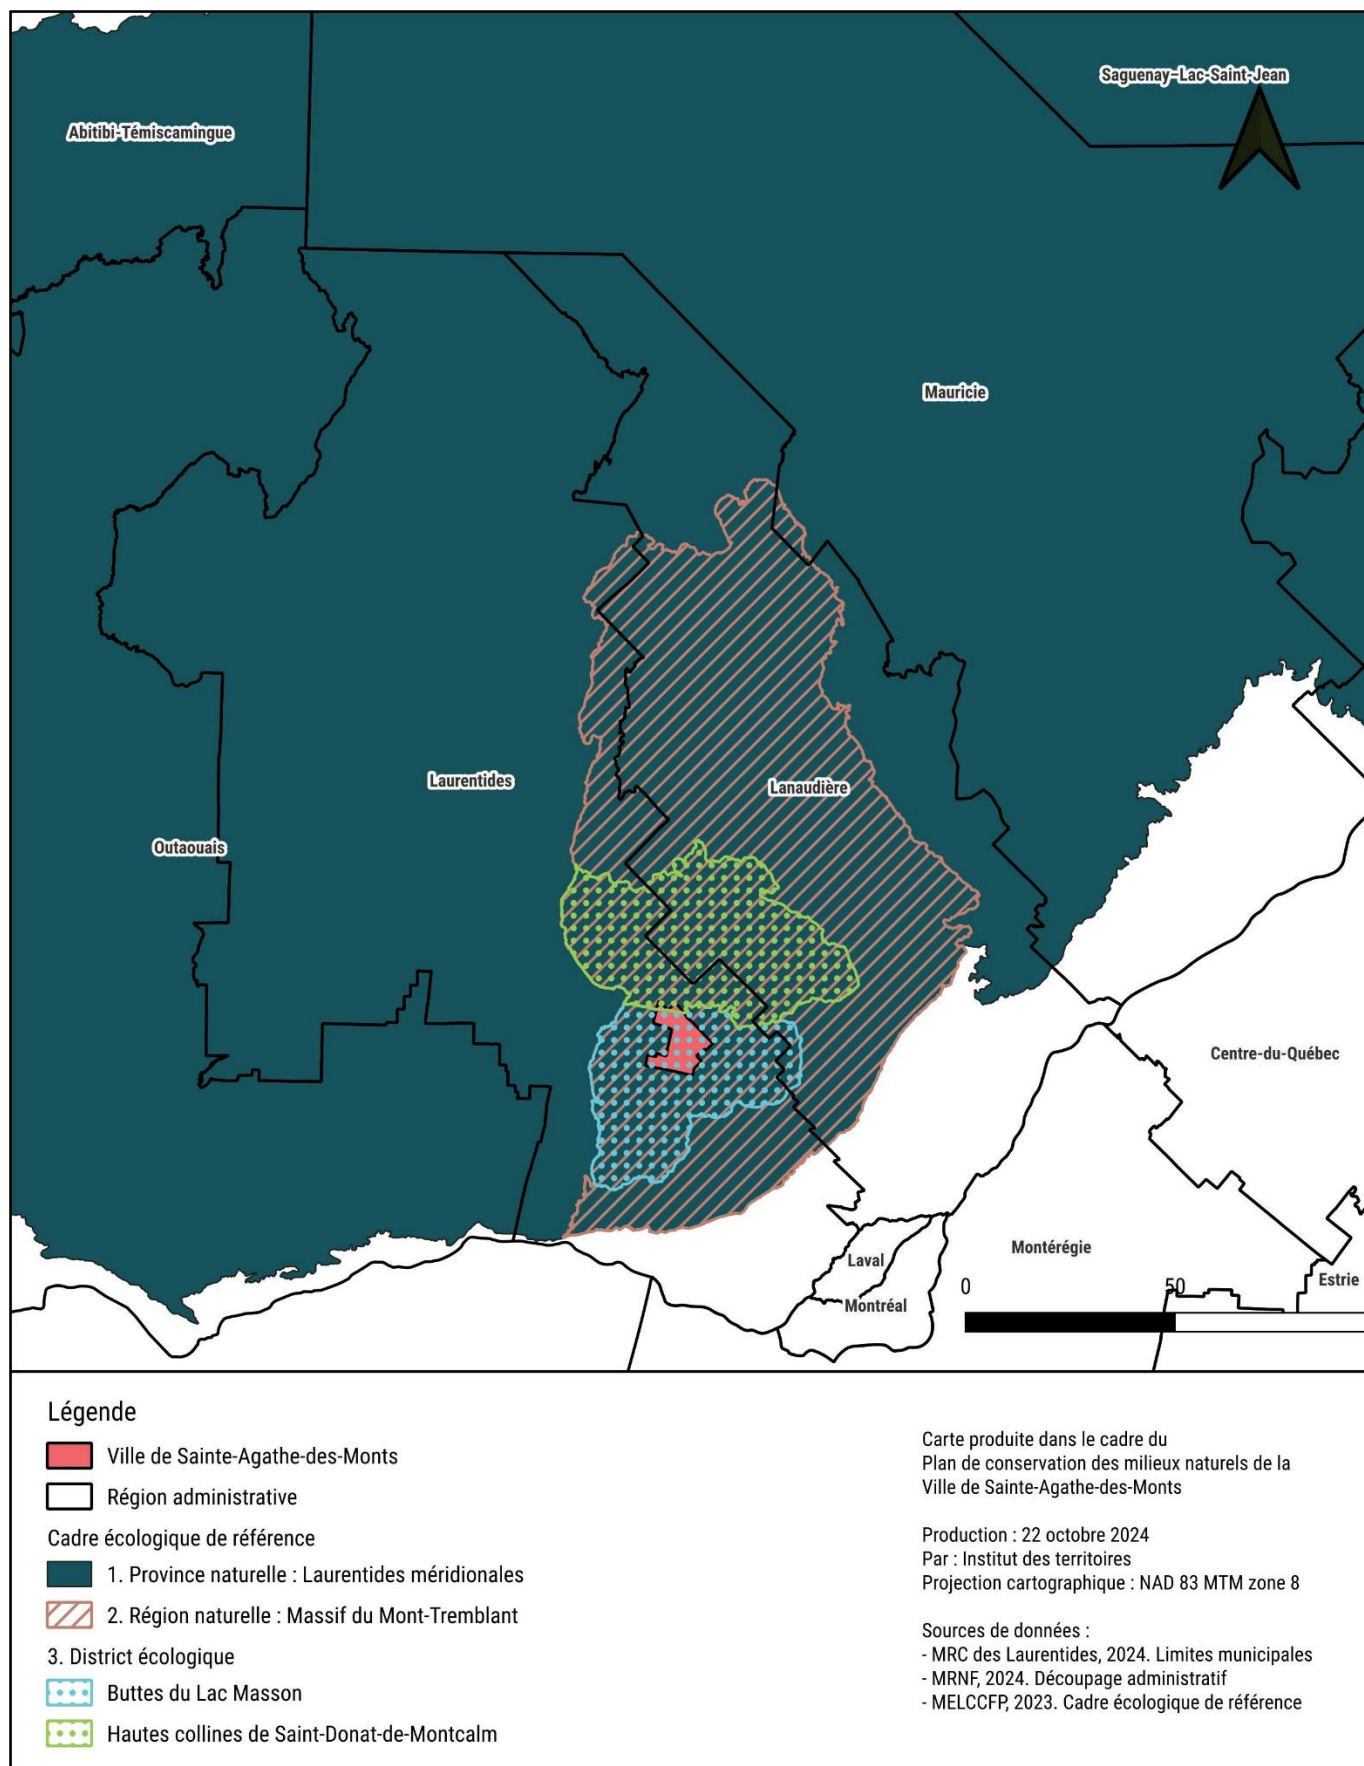 Saguenay–Lac-Saint-Jean
Abitibi-Témiscamingue
Mauricie
Laurentides
Lanaudière
Outaouais
Centre-du-Québec
Montérégie
Laval
Estrie
0 50
Montréal
Légende
Ville de Sainte-Agathe-des-Monts
Région administrative
Cadre écologique de référence
1. Province naturelle : Laurentides méridionales
2. Région naturelle : Massif du Mont-Tremblant
3. District écologique
Buttes du Lac Masson
Hautes collines de Saint-Donat-de-Montcalm
Carte produite dans le cadre du
Plan de conservation des milieux naturels de la
Ville de Sainte-Agathe-des-Monts
Production : 22 octobre 2024
Par : Institut des territoires
Projection cartographique : NAD 83 MTM zone 8
Sources de données :
- MRC des Laurentides, 2024. Limites municipales
- MRNF, 2024. Découpage administratif
- MELCCFP, 2023. Cadre écologique de référence